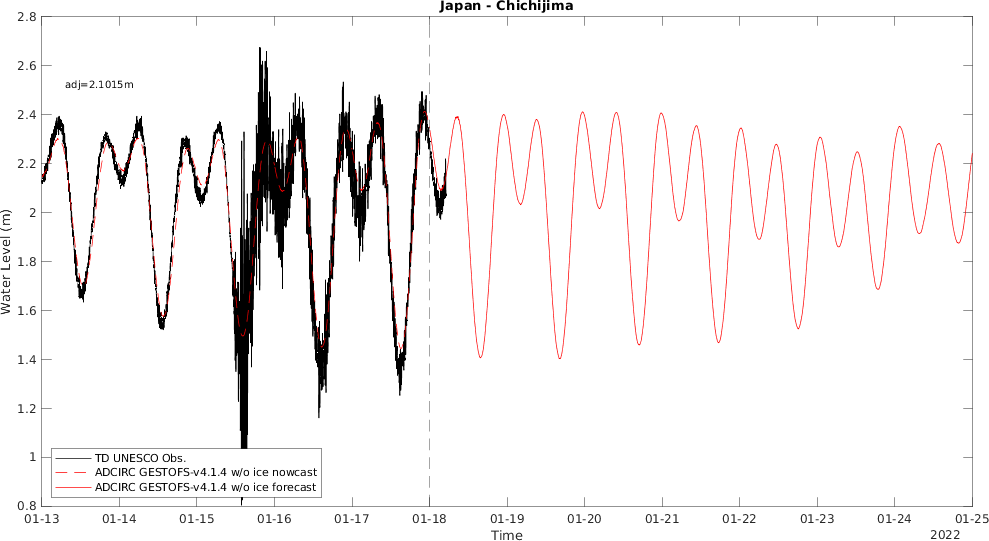 Japan - Chichijima
2.8
2.6
2.4
2.2
2
1.8
1.6
1.4
1.2
1
0.8
Water Level (m)
adj=2.1015m
TD UNESCO Obs.
ADCIRC GESTOFS-v4.1.4 w/o ice nowcast
ADCIRC GESTOFS-v4.1.4 w/o ice forecast
01-13 01-14 01-15 01-16 01-17 01-18 01-19 01-20 01-21 01-22 01-23 01-24 01-25
Time
2022